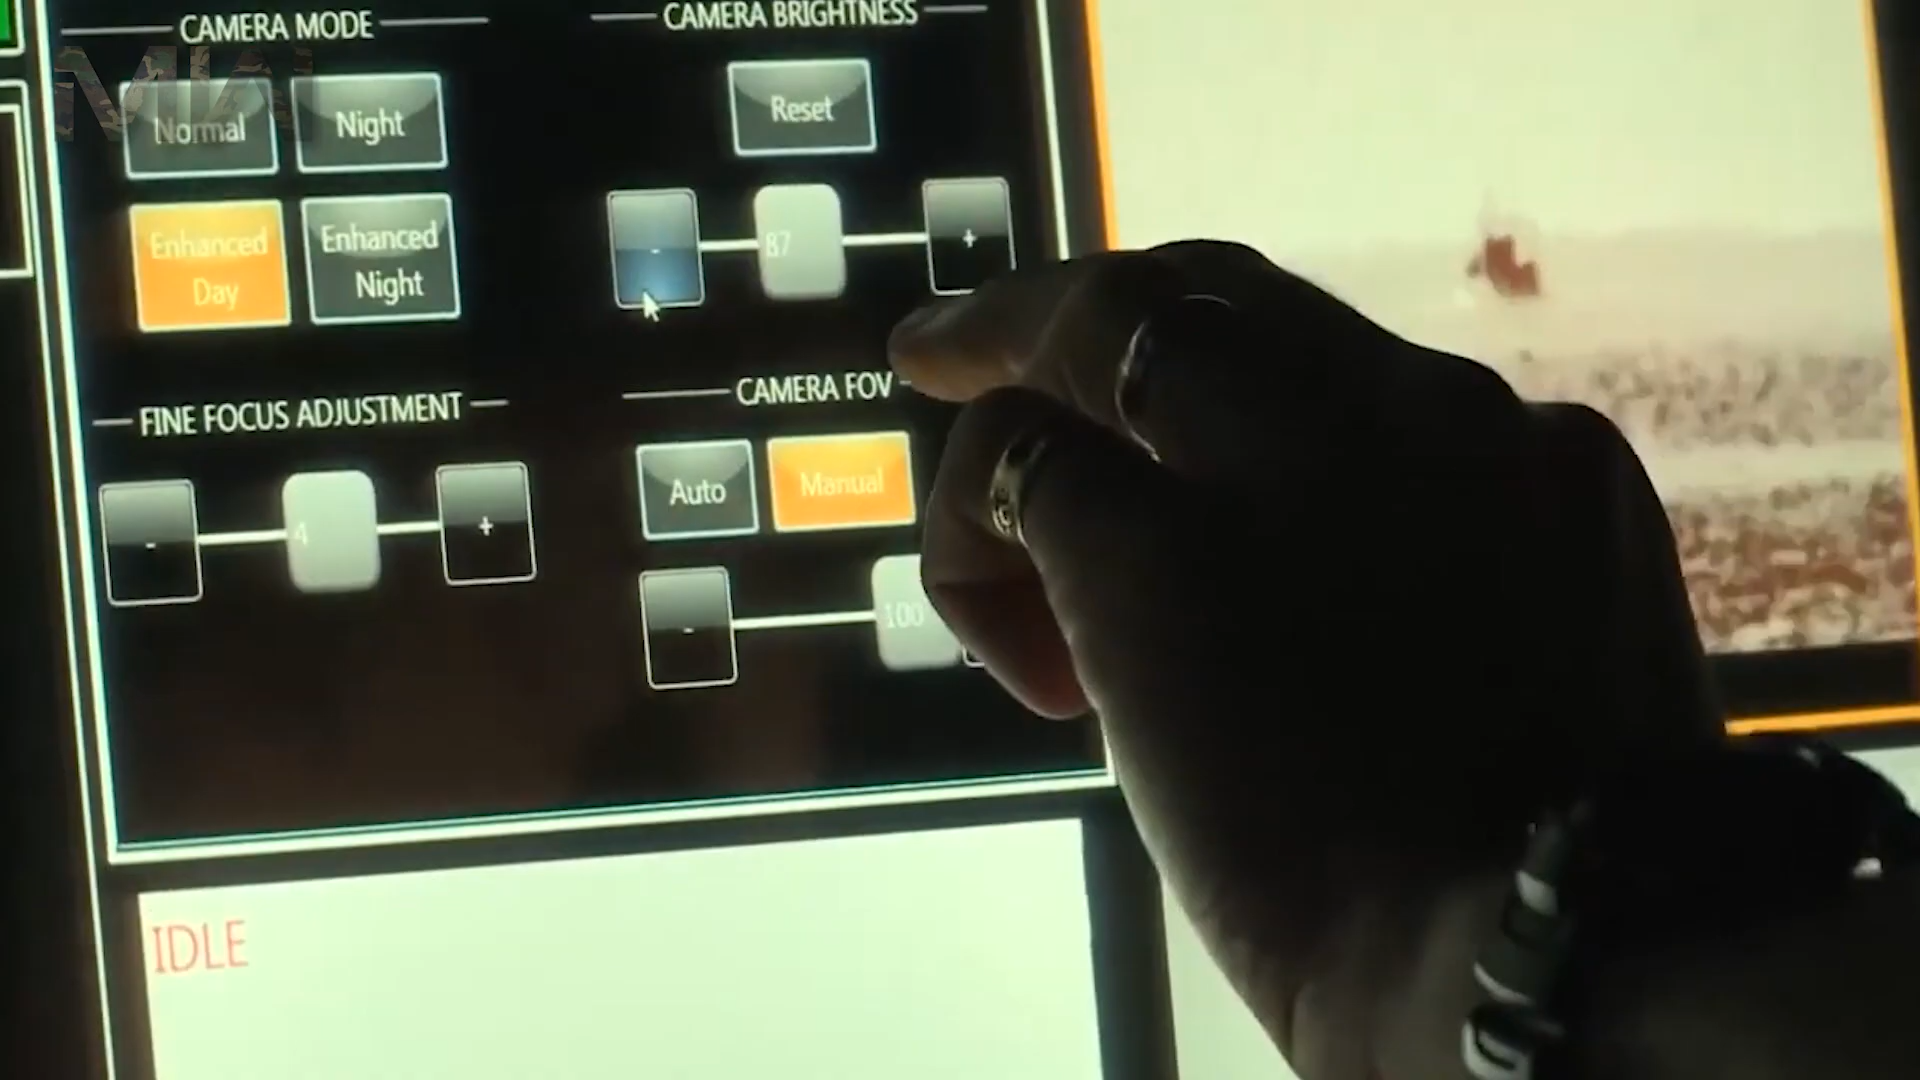 CAMERA MODE
CAMERA BRIGHTNESS
MW
Normal
Night
Reset
Enhanced
Day
Enhanced
Night
-
87
+
FINE FOCUS ADJUSTMENT
CAMERA FOV
Auto
Manual
-
4
+
-
100
IDLE